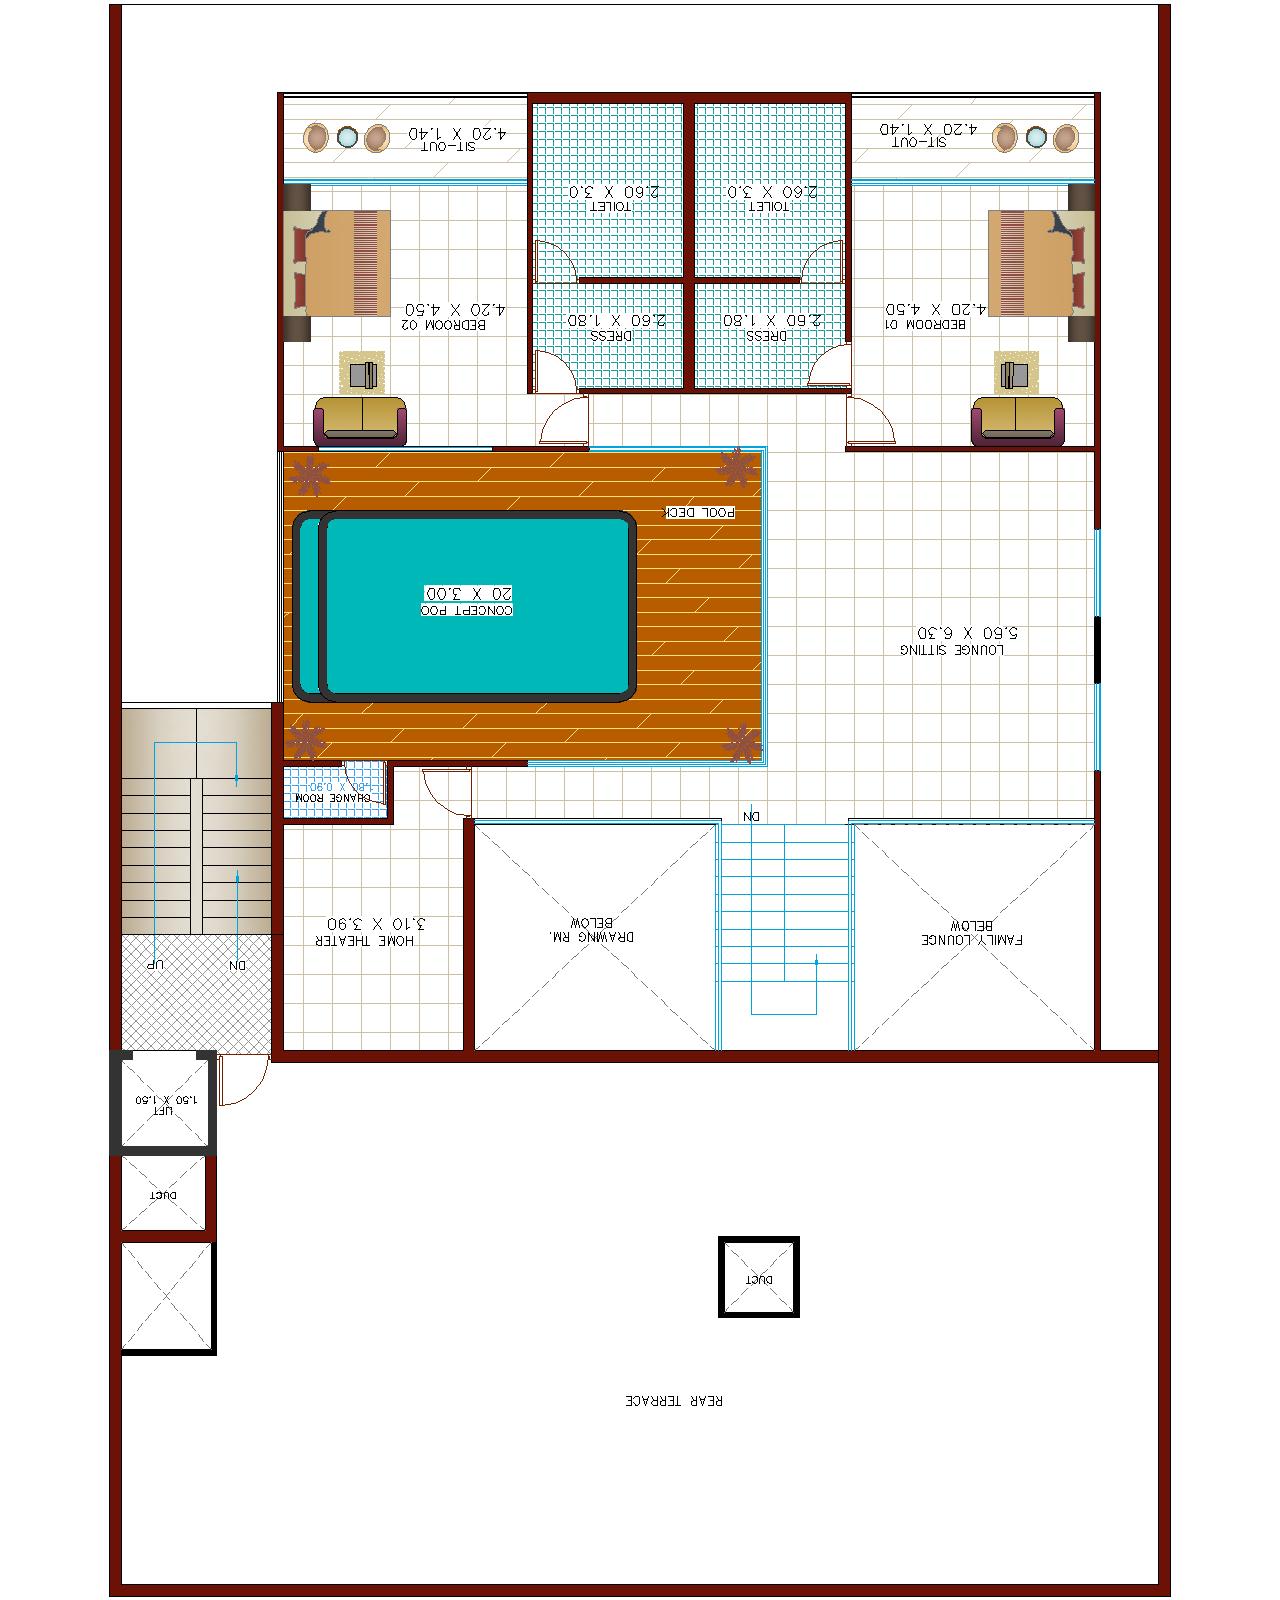 SIT-OUT
4.20 X 1.40
SIT-OUT
4.20 X 1.40
TOILET
2.60 X 3.0
TOILET
2.60 X 3.0
BEDROOM 02
4.20 X 4.50
DRESS
2.60 X 1.80
DRESS
2.60 X 1.80
BEDROOM 01
4.20 X 4.50
POOL DECK
CONCEPT POO
20 X 3.00
LOUNGE SITTING
5.60 X 6.30
CHANGE ROOM
1.80 X 0.90
DN
HOME THEATER
3.10 X 3.90
DRAWING RM.
BELOW
FAMILY LOUNGE
BELOW
UP
DN
LIFT
1.50 X 1.50
DUCT
DUCT
REAR TERRACE